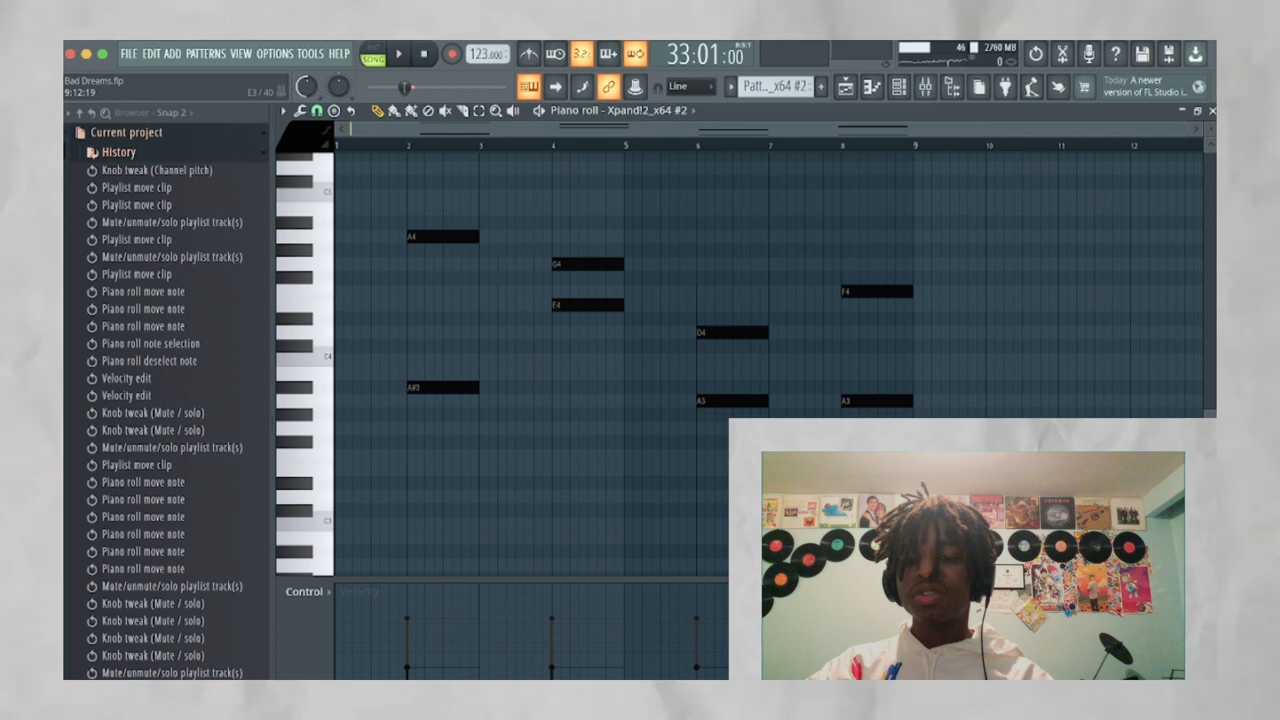 FILE EDIT ADD PATTERNS VIEW OPTIONS TOOLS HELP
SONG
123.000
3.2.
33:01:00
46
2760 MB
0
Bad Dreams.flp
9:12:19
E3 / 40
Line
Patt.._x64 #2
Today A newer
version of FL Studio i..
Browser - Snap 2
Piano roll - Xpand!2_x64 #2
Current project
History
Knob tweak (Channel pitch)
Playlist move clip
Playlist move clip
Mute/unmute/solo playlist track(s)
Playlist move clip
Mute/unmute/solo playlist track(s)
Playlist move clip
Piano roll move note
Piano roll move note
Piano roll move note
Piano roll note selection
Piano roll deselect note
Velocity edit
Velocity edit
Knob tweak (Mute / solo)
Knob tweak (Mute / solo)
Mute/unmute/solo playlist track(s)
Playlist move clip
Piano roll move note
Piano roll move note
Piano roll move note
Piano roll move note
Piano roll move note
Piano roll move note
Mute/unmute/solo playlist track(s)
Knob tweak (Mute / solo)
Knob tweak (Mute / solo)
Knob tweak (Mute / solo)
Knob tweak (Mute / solo)
Mute/unmute/solo playlist track(s)
1 2 3 4 5 6 7 8 9 10 11 12
C5
A4
G4
F4
E4
D4
C4
A#3
A3
A3
C3
Control
Velocity